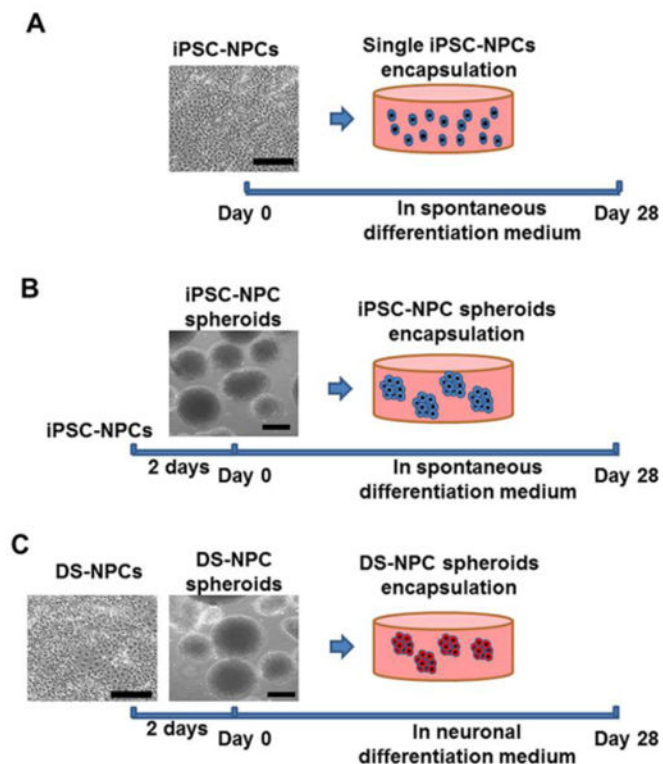 A
iPSC-NPCs
Single iPSC-NPCs
encapsulation
Day 0
In spontaneous
differentiation medium
Day 28
B
iPSC-NPC
spheroids
iPSC-NPC spheroids
encapsulation
iPSC-NPCs
2 days
Day 0
In spontaneous
differentiation medium
Day 28
C
DS-NPCs
DS-NPC
spheroids
DS-NPC spheroids
encapsulation
2 days
Day 0
In neuronal
differentiation medium
Day 28